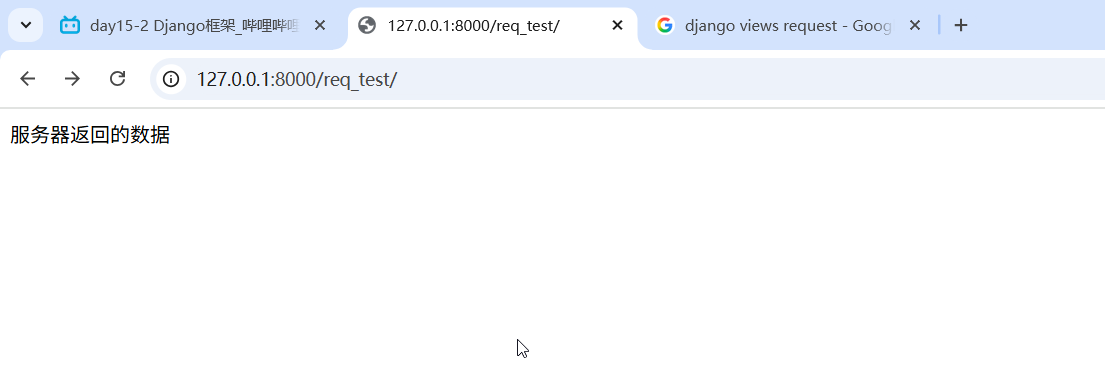 day15-2 Django框架_哔哩哔哩
127.0.0.1:8000/req_test/
django views request - Goog
127.0.0.1:8000/req_test/
服务器返回的数据